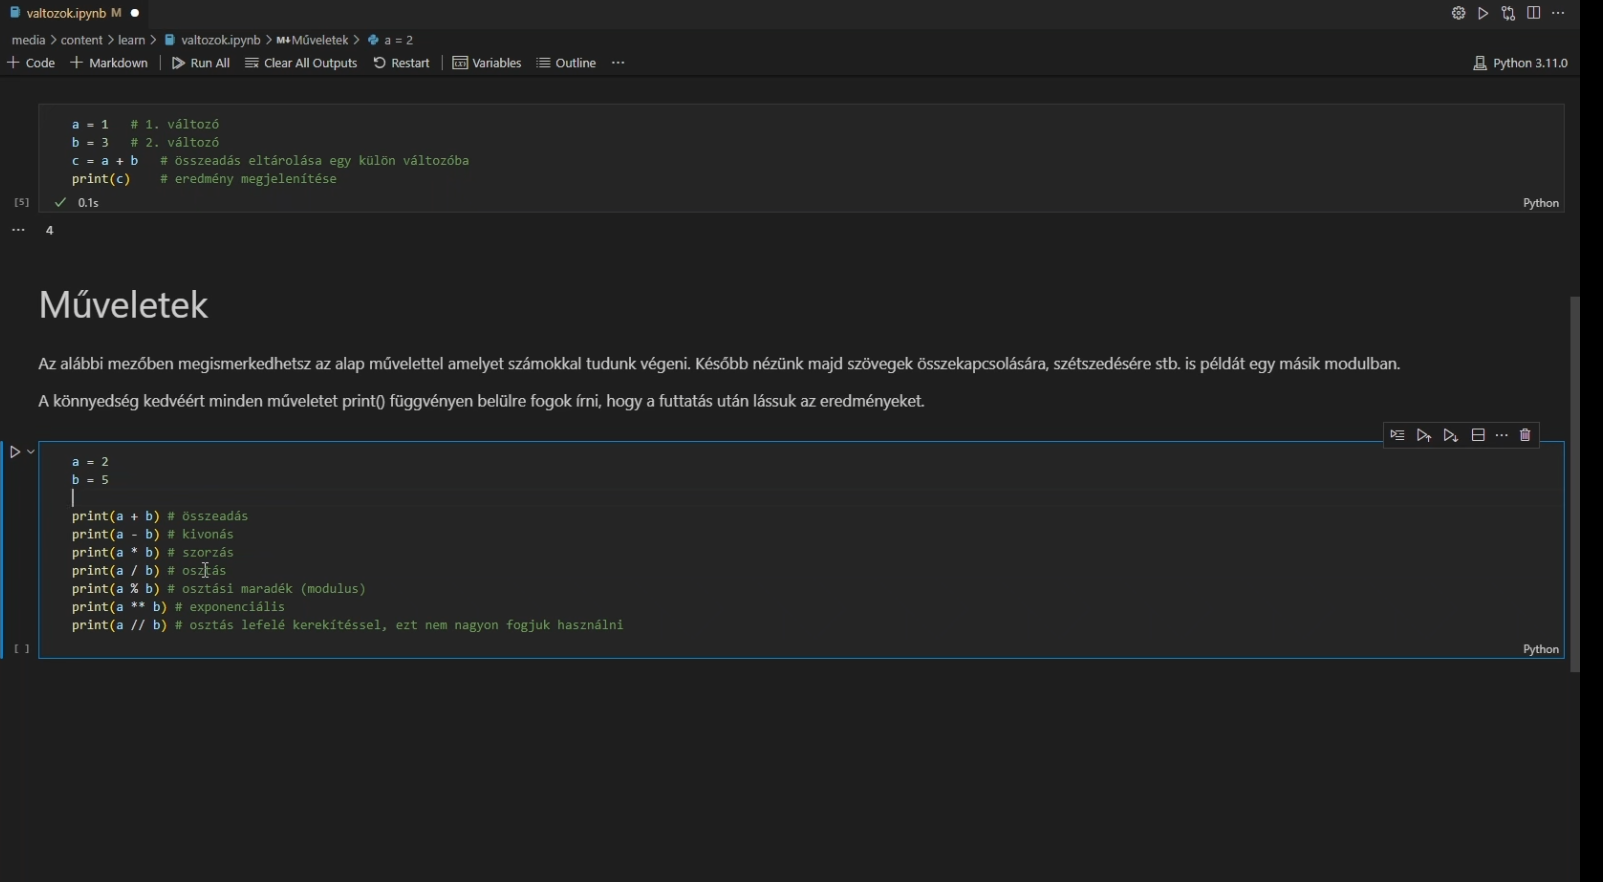 valtozok.ipynb M
media > content > learn > valtozok.ipynb > M↓Műveletek > a = 2
+ Code + Markdown Run All Clear All Outputs Restart Variables Outline ... Python 3.11.0
a = 1 # 1. változó
b = 3 # 2. változó
c = a + b # összeadás eltárolása egy külön változóba
print(c) # eredmény megjelenítése
[5] ✓ 0.1s Python
... 4
Műveletek
Az alábbi mezőben megismerkedhetsz az alap művelettel amelyet számokkal tudunk végeni. Később nézünk majd szövegek összekapcsolására, szétszedésére stb. is példát egy másik modulban.
A könnyedség kedvéért minden műveletet print() függvényen belülre fogok írni, hogy a futtatás után lássuk az eredményeket.
a = 2
b = 5
print(a + b) # összeadás
print(a - b) # kivonás
print(a * b) # szorzás
print(a / b) # osztás
print(a % b) # osztási maradék (modulus)
print(a ** b) # exponenciális
print(a // b) # osztás lefelé kerekítéssel, ezt nem nagyon fogjuk használni
[ ] Python